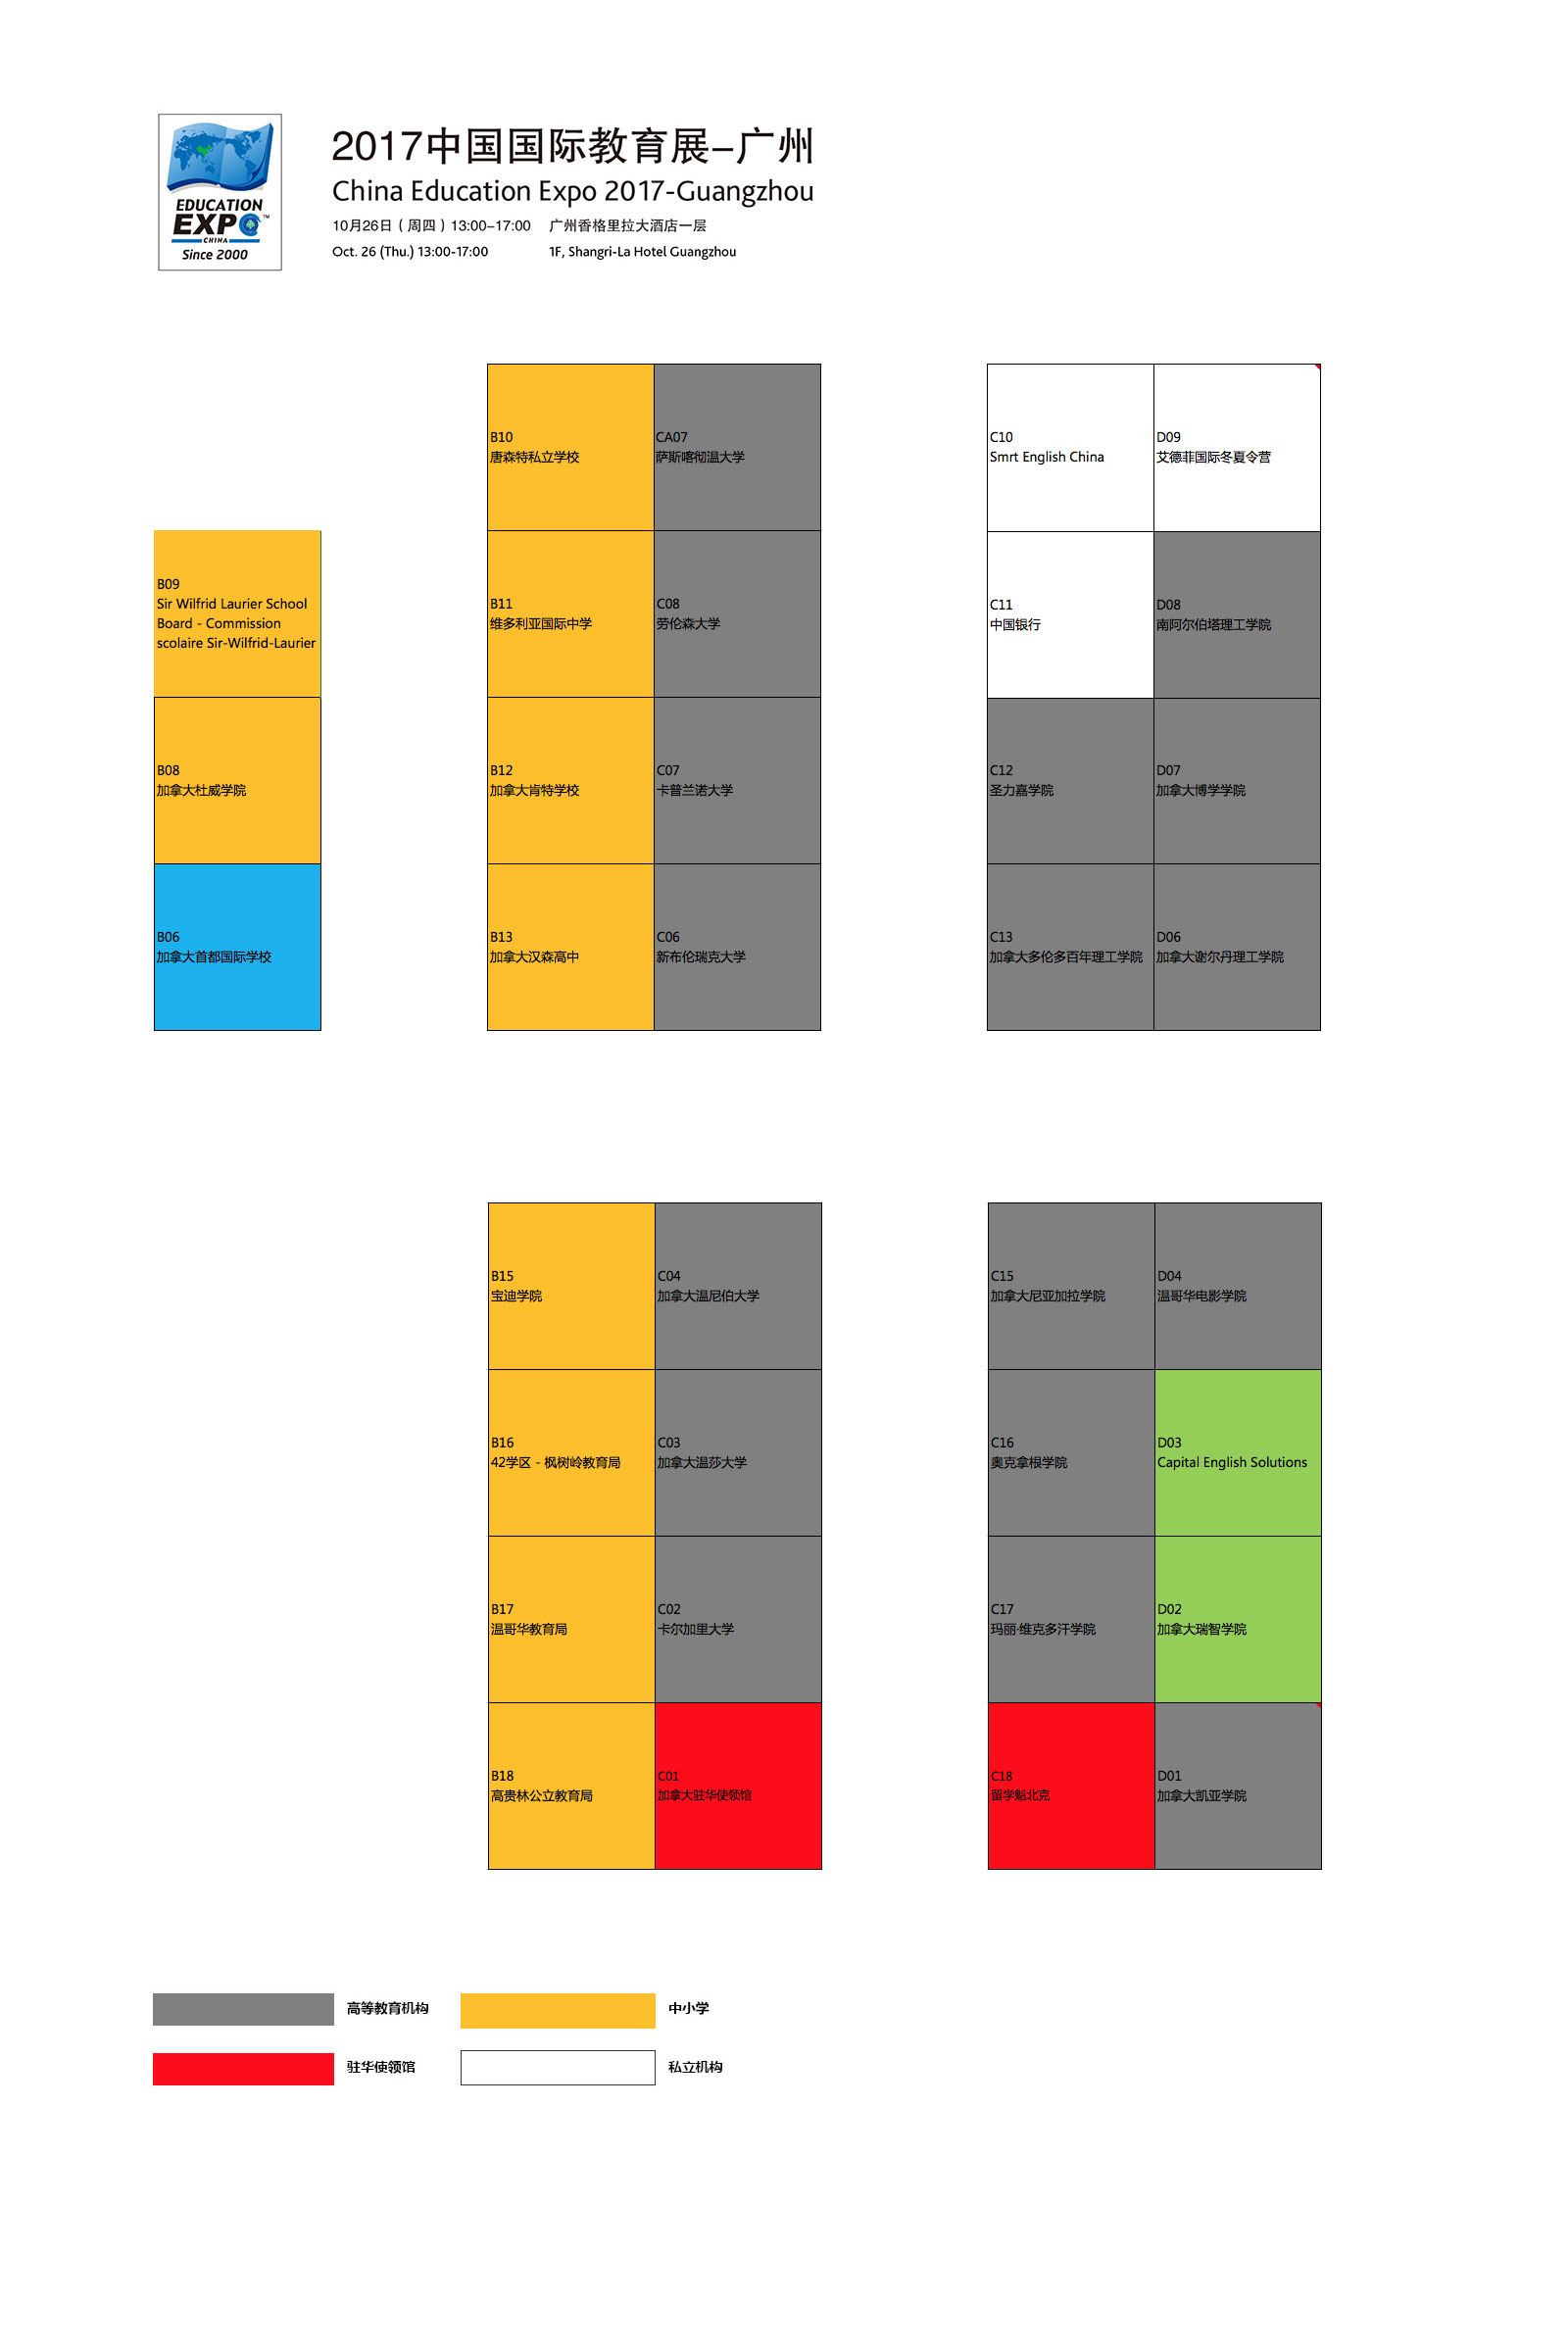 EDUCATION
EXPO™
CHINA
Since 2000
2017中国国际教育展-广州
China Education Expo 2017-Guangzhou
10月26日（周四）13:00-17:00 广州香格里拉大酒店一层
Oct. 26 (Thu.) 13:00-17:00 1F, Shangri-La Hotel Guangzhou
B10
唐森特私立学校
CA07
萨斯喀彻温大学
C10
Smrt English China
D09
艾德菲国际冬夏令营
B09
Sir Wilfrid Laurier School
Board - Commission
scolaire Sir-Wilfrid-Laurier
B11
维多利亚国际中学
C08
劳伦森大学
C11
中国银行
D08
南阿尔伯塔理工学院
B08
加拿大杜威学院
B12
加拿大肯特学校
C07
卡普兰诺大学
C12
圣力嘉学院
D07
加拿大博学学院
B06
加拿大首都国际学校
B13
加拿大汉森高中
C06
新布伦瑞克大学
C13
加拿大多伦多百年理工学院
D06
加拿大谢尔丹理工学院
B15
宝迪学院
C04
加拿大温尼伯大学
C15
加拿大尼亚加拉学院
D04
温哥华电影学院
B16
42学区 - 枫树岭教育局
C03
加拿大温莎大学
C16
奥克拿根学院
D03
Capital English Solutions
B17
温哥华教育局
C02
卡尔加里大学
C17
玛丽·维克多汗学院
D02
加拿大瑞智学院
B18
高贵林公立教育局
C01
加拿大驻华使领馆
C18
留学魁北克
D01
加拿大凯亚学院
高等教育机构
中小学
驻华使领馆
私立机构